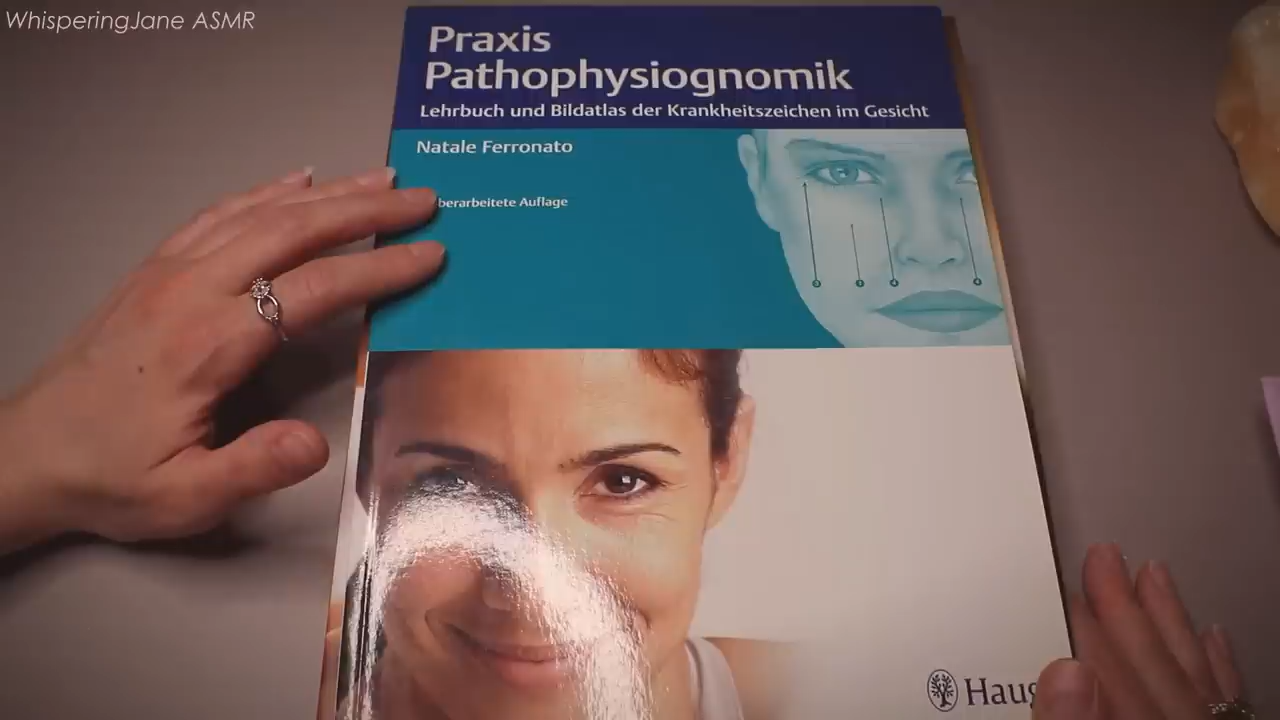 WhisperingJane ASMR
Praxis
Pathophysiognomik
Lehrbuch und Bildatlas der Krankheitszeichen im Gesicht
Natale Ferronato
berarbeitete Auflage
Haug